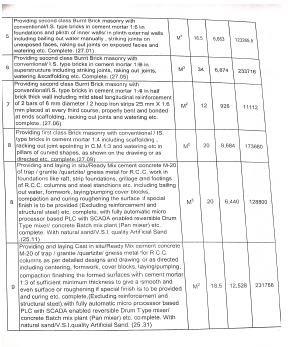 Providing second class Burnt Brick masonry with
conventional/I.S. type bricks in cement mortar 1:6 in
foundations and plinth of inner walls/ in plinth external walls
including bailing out water manually , striking joints on
unexposed faces, raking out joints on exposed faces and
watering etc. Complete. (27.01)
5 M³ 18.5
Providing second class Burnt Brick masonry with
conventional/ I.S. type bricks in cement mortar 1:6 in
superstructure including striking joints, raking out joints,
watering &scaffolding etc. Complete. (27.05)
6 M³ 34 6,874 233716
Providing second class Burnt Brick masonry with
conventional/I.S. type bricks in cement mortar 1:4 in half
brick thick wall including mild steel longitudinal reinforcement
of 2 bars of 6 mm diameter / 2 hoop iron strips 25 mm X 1.6
mm placed at every third course, properly bent and bonded
at ends scaffolding, racking out joints and watering etc.
complete. (27.06)
7 M² 12 926 11112
Providing first class Brick masonry with conventional / IS,
type bricks in cement mortar 1:4 including scaffolding ,
racking out joint &pointing in C.M 1:3 and watering etc in
pillars of curved shapes, as shown on the drawing or as
directed etc. complete.(27.09)
8 M³ 20 8,684 173680
Providing and laying in situ/Ready Mix cement concrete M-
20 of trap / granite /quartzite/ gneiss metal for R.C.C. work in
foundations like raft, strip foundations, grillage and footings
of R.C.C. columns and steel stanchions etc. including bailing
out water, formwork, laying/pumping cover blocks,
compaction and curing roughening the surface if special
finish is to be provided (Excluding reinforcement and
structural steel) etc. complete, with fully automatic micro
processor based PLC with SCADA enabled reversible Drum
Type mixer/ concrete Batch mix plant (Pan mixer) etc.
complete. With natural sand/V.S.I. quality Artificial Sand
(25.11)
8 M³ 20 6,440 128800
Providing and laying Cast in situ/Ready Mix cement concrete
M-20 of trap / granite /quartzite/ gneiss metal for R.C.C.
columns as per detailed designs and drawing or as directed
including centering, formwork, cover blocks, laying/pumping,
compaction finishing the formed surfaces with cement mortar
1:3 of sufficient minimum thickness to give a smooth and
even surface or roughening if special finish is to be provided
and curing etc. complete,(Excluding reinforcement and
structural steel),with fully automatic micro processor based
PLC with SCADA enabled reversible Drum Type mixer/
concrete Batch mix plant (Pan mixer) etc. complete. With
natural sand/V.S.I.quality Artificial Sand. (25.31)
9 M³ 18.5 12,528 231768